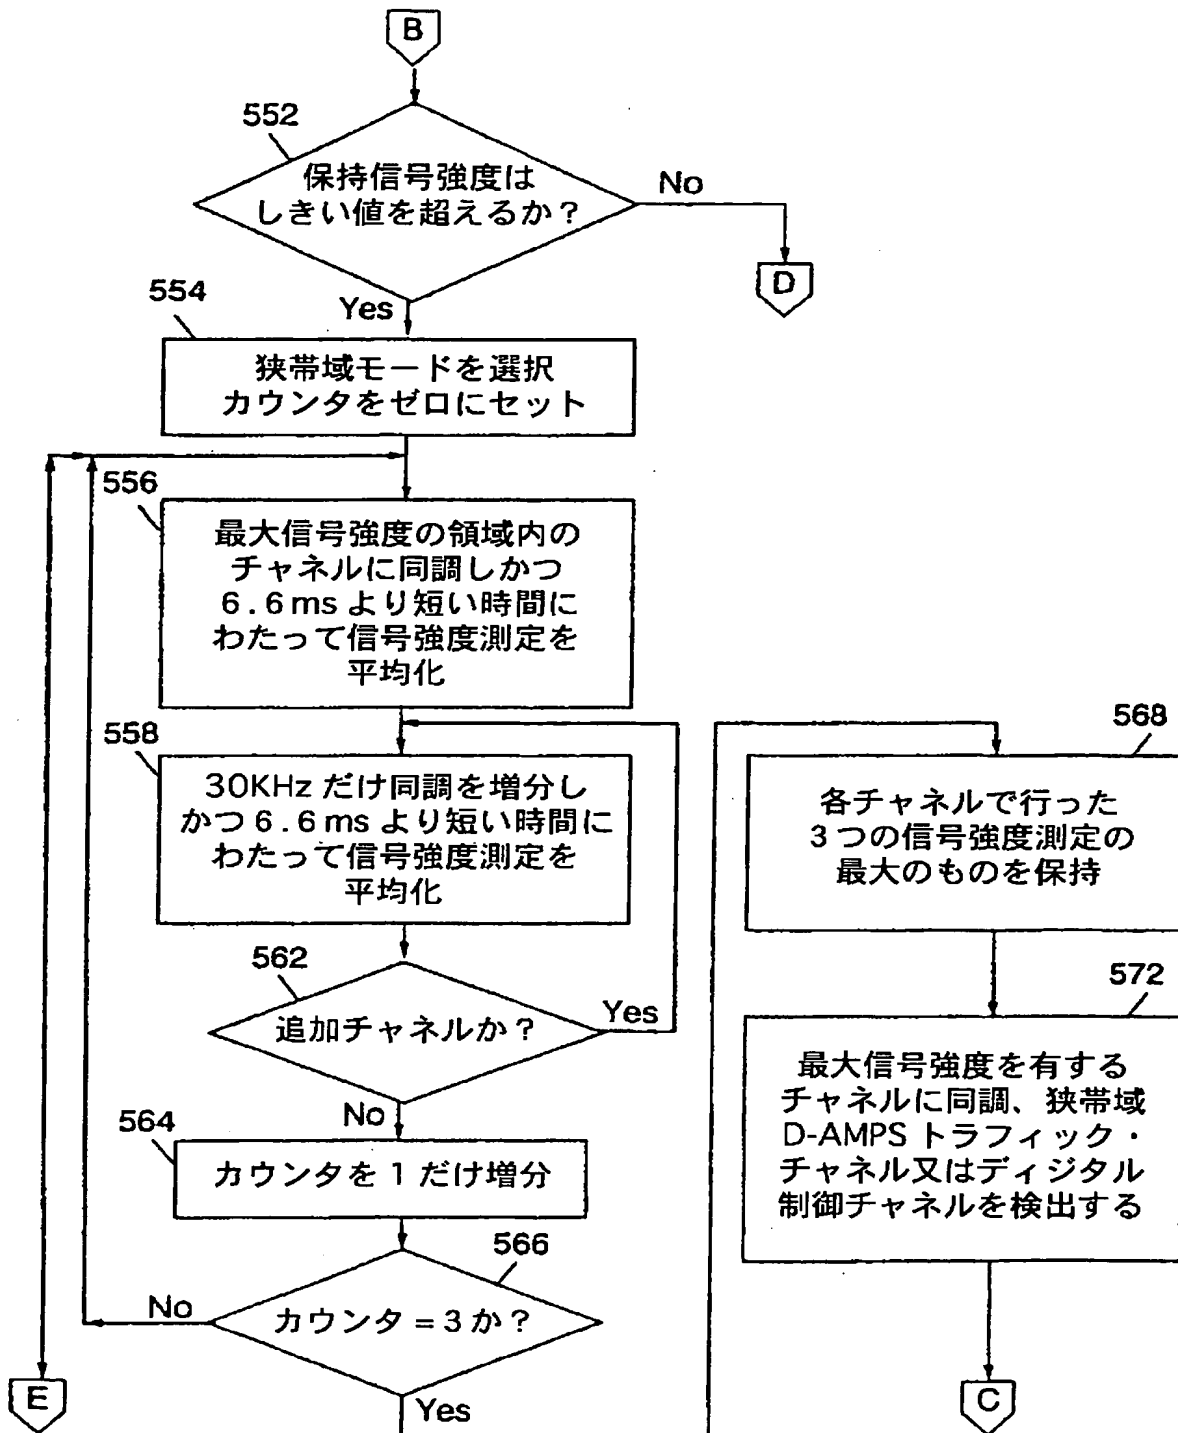 B
552
保持信号強度は
しきい値を超えるか？
No
D
554
Yes
狭帯域モードを選択
カウンタをゼロにセット
556
最大信号強度の領域内の
チャネルに同調しかつ
6.6msより短い時間に
わたって信号強度測定を
平均化
558
30KHzだけ同調を増分し
かつ6.6msより短い時間に
わたって信号強度測定を
平均化
562
追加チャネルか？
Yes
No
564
カウンタを1だけ増分
566
カウンタ=3か？
No
Yes
E
568
各チャネルで行った
3つの信号強度測定の
最大のものを保持
572
最大信号強度を有する
チャネルに同調、狭帯域
D-AMPSトラフィック・
チャネル又はディジタル
制御チャネルを検出する
C